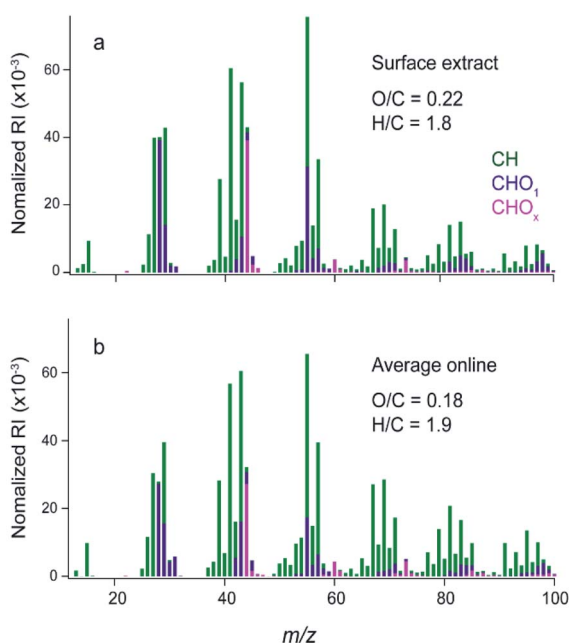 a
Surface extract
O/C = 0.22
H/C = 1.8
CH
CHO₁
CHOₓ
Nomalized RI (x10⁻³)
60
40
20
0
b
Average online
O/C = 0.18
H/C = 1.9
Nomalized RI (x10⁻³)
60
40
20
0
20 40 60 80 100
m/z